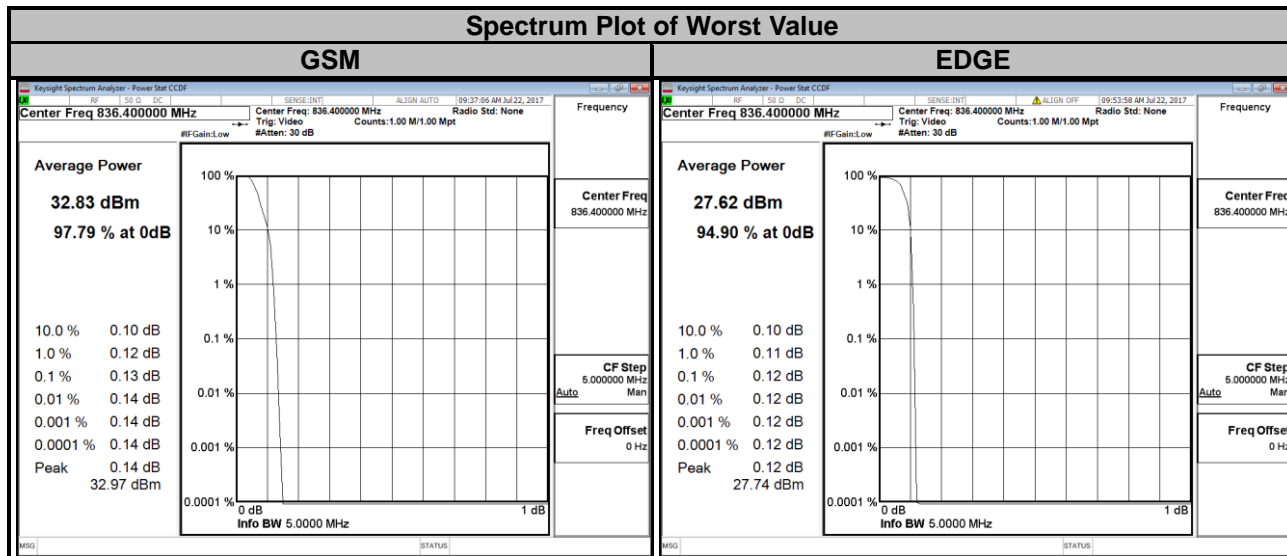 Spectrum Plot of Worst Value
GSM
EDGE
Keysight Spectrum Analyzer - Power Stat CCDF
RF 50 Ω DC SENSE:INT ALIGN AUTO 09:37:06 AM Jul 22, 2017
Center Freq 836.400000 MHz
Center Freq: 836.400000 MHz Radio Std: None
Trig: Video Counts:1.00 M/1.00 Mpt
#IFGain:Low #Atten: 30 dB
Average Power
32.83 dBm
97.79 % at 0dB
10.0 % 0.10 dB
1.0 % 0.12 dB
0.1 % 0.13 dB
0.01 % 0.14 dB
0.001 % 0.14 dB
0.0001 % 0.14 dB
Peak 0.14 dB
32.97 dBm
100 %
10 %
1 %
0.1 %
0.01 %
0.001 %
0.0001 %
0 dB 1 dB
Info BW 5.0000 MHz
Frequency
Center Freq
836.400000 MHz
CF Step
5.000000 MHz
Auto Man
Freq Offset
0 Hz
MSG STATUS
Keysight Spectrum Analyzer - Power Stat CCDF
RF 50 Ω DC SENSE:INT ALIGN OFF 09:53:58 AM Jul 22, 2017
Center Freq 836.400000 MHz
Center Freq: 836.400000 MHz Radio Std: None
Trig: Video Counts:1.00 M/1.00 Mpt
#IFGain:Low #Atten: 30 dB
Average Power
27.62 dBm
94.90 % at 0dB
10.0 % 0.10 dB
1.0 % 0.11 dB
0.1 % 0.12 dB
0.01 % 0.12 dB
0.001 % 0.12 dB
0.0001 % 0.12 dB
Peak 0.12 dB
27.74 dBm
100 %
10 %
1 %
0.1 %
0.01 %
0.001 %
0.0001 %
0 dB 1 dB
Info BW 5.0000 MHz
Frequency
Center Freq
836.400000 MHz
CF Step
5.000000 MHz
Auto Man
Freq Offset
0 Hz
MSG STATUS